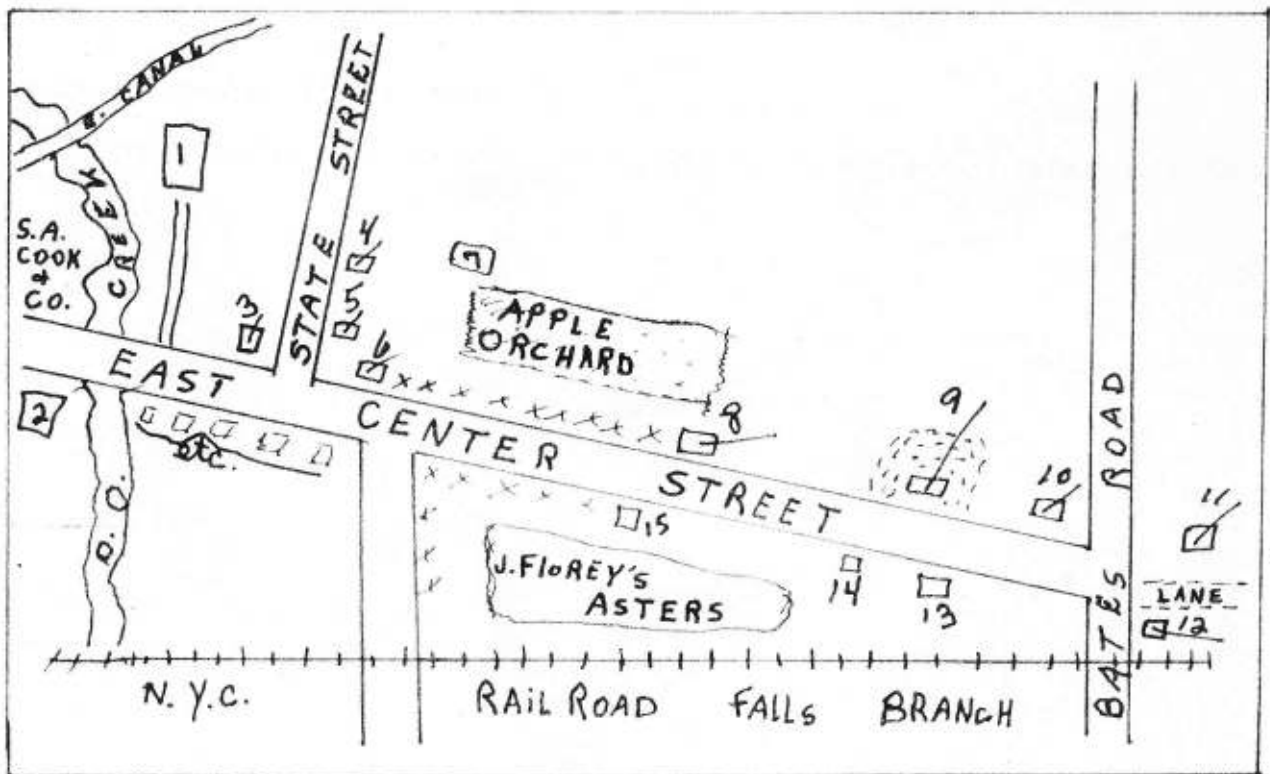 E. CANAL
1
CREEK
S.A.
COOK
&
CO.
STATE STREET
4
3
5
6
7
APPLE
ORCHARD
EAST CENTER STREET
2
etc.
x x x x x x x x x x
8
9
10
11
BATES ROAD
O. O.
x x x x x
x
x
x
15
J. FLOREY'S
ASTERS
14
13
LANE
12
N.Y.C. RAIL ROAD FALLS BRANCH